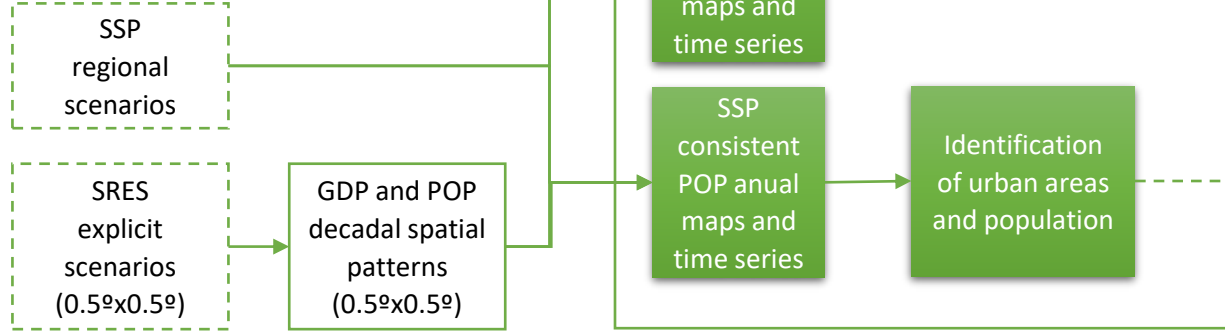 maps and
time series
SSP
regional
scenarios
SSP
consistent
POP anual
maps and
time series
Identification
of urban areas
and population
SRES
explicit
scenarios
(0.5ºx0.5º)
GDP and POP
decadal spatial
patterns
(0.5ºx0.5º)